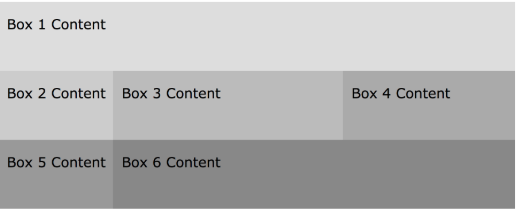 Box 1 Content
Box 2 Content
Box 3 Content
Box 4 Content
Box 5 Content
Box 6 Content